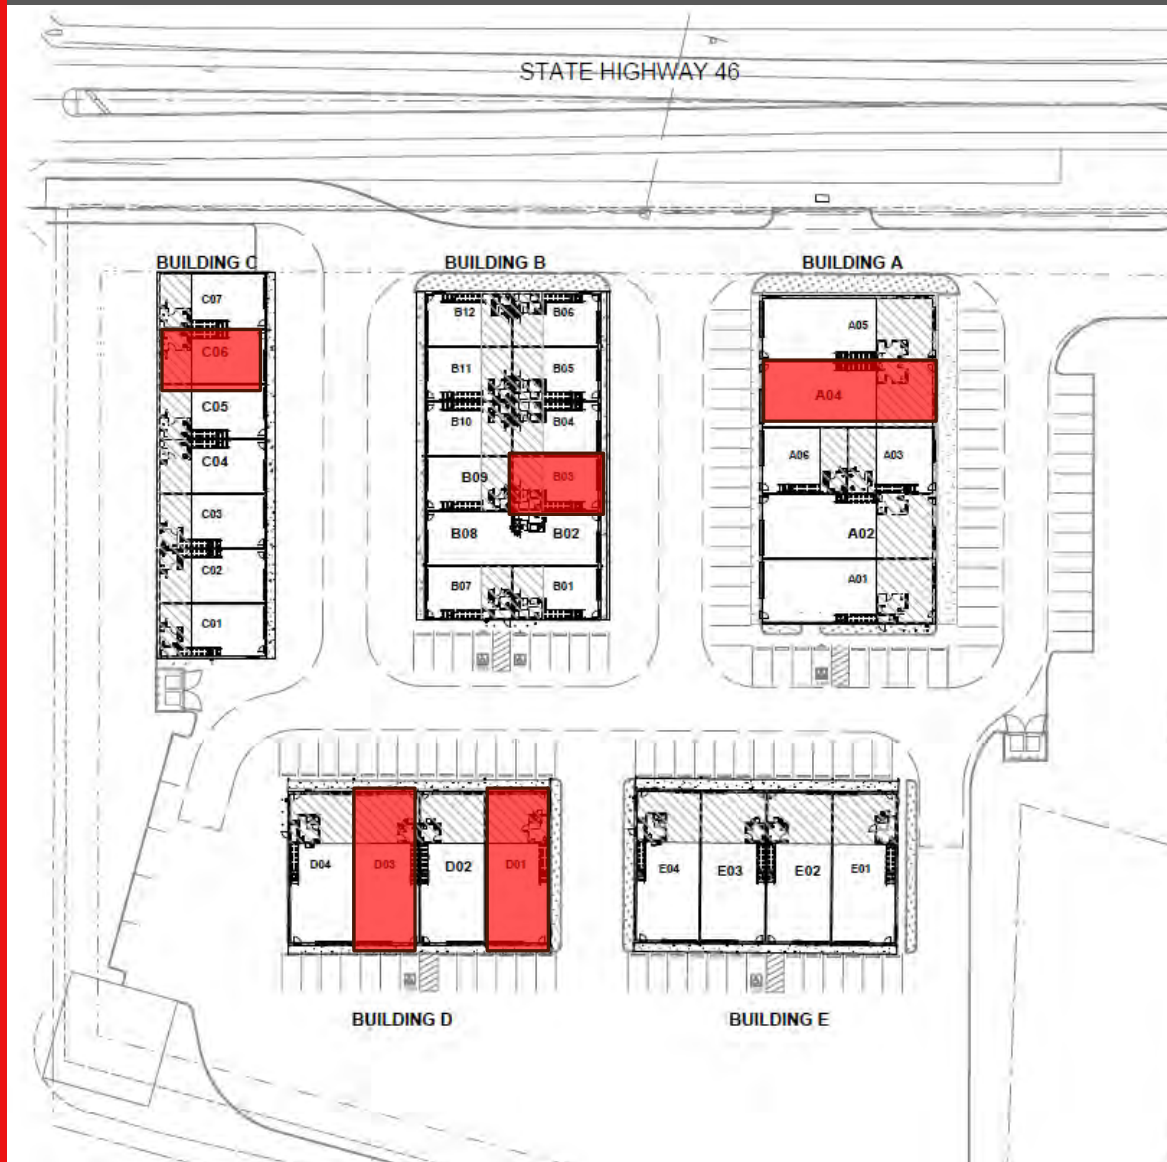 STATE HIGHWAY 46
BUILDING C
BUILDING B
BUILDING A
C07
C06
C05
C04
C03
C02
C01
B12
B06
B11
B05
B10
B04
B09
B03
B08
B02
B07
B01
A05
A04
A06
A03
A02
A01
D04
D03
D02
D01
E04
E03
E02
E01
BUILDING D
BUILDING E